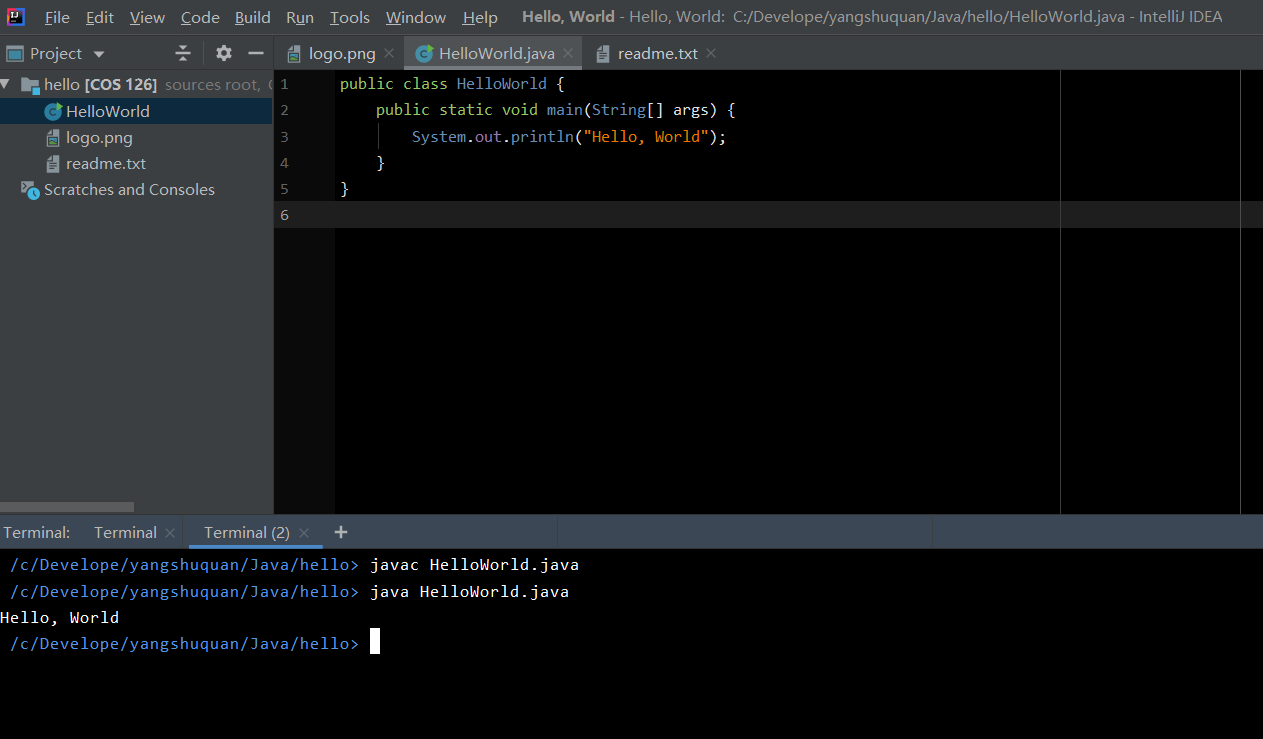 File Edit View Code Build Run Tools Window Help Hello, World - Hello, World: C:/Develope/yangshuquan/Java/hello/HelloWorld.java - IntelliJ IDEA
Project
logo.png HelloWorld.java readme.txt
hello [COS 126] sources root,
HelloWorld
logo.png
readme.txt
Scratches and Consoles
1 public class HelloWorld {
2 public static void main(String[] args) {
3 System.out.println("Hello, World");
4 }
5 }
6
Terminal: Terminal Terminal (2) +
/c/Develope/yangshuquan/Java/hello> javac HelloWorld.java
/c/Develope/yangshuquan/Java/hello> java HelloWorld.java
Hello, World
/c/Develope/yangshuquan/Java/hello>